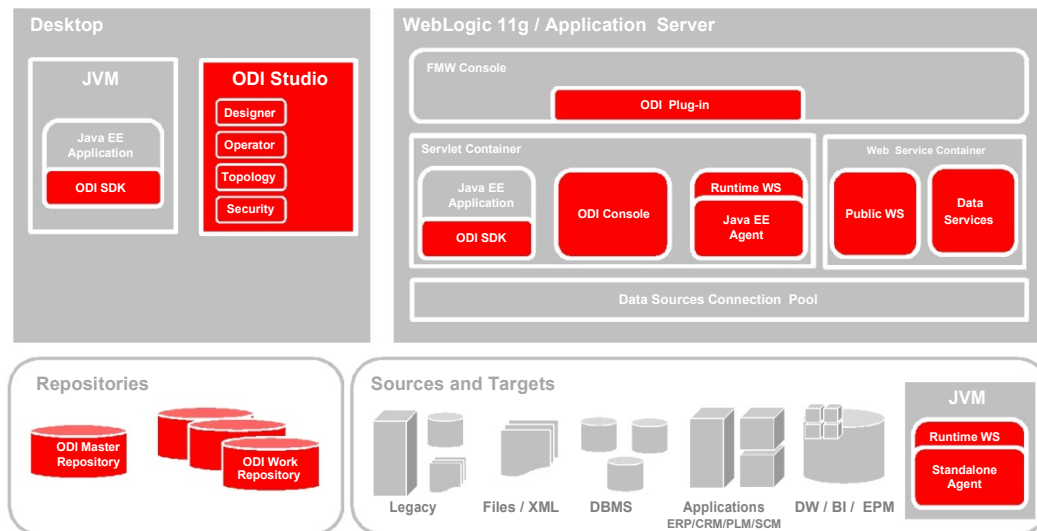 Desktop
JVM
Java EE
Application
ODI SDK
ODI Studio
Designer
Operator
Topology
Security
WebLogic 11g / Application Server
FMW Console
ODI Plug-in
Servlet Container
Java EE
Application
ODI SDK
ODI Console
Runtime WS
Java EE
Agent
Web Service Container
Public WS
Data
Services
Data Sources Connection Pool
Repositories
ODI Master
Repository
ODI Work
Repository
Sources and Targets
Legacy
Files / XML
DBMS
Applications
ERP/CRM/PLM/SCM
DW / BI / EPM
JVM
Runtime WS
Standalone
Agent